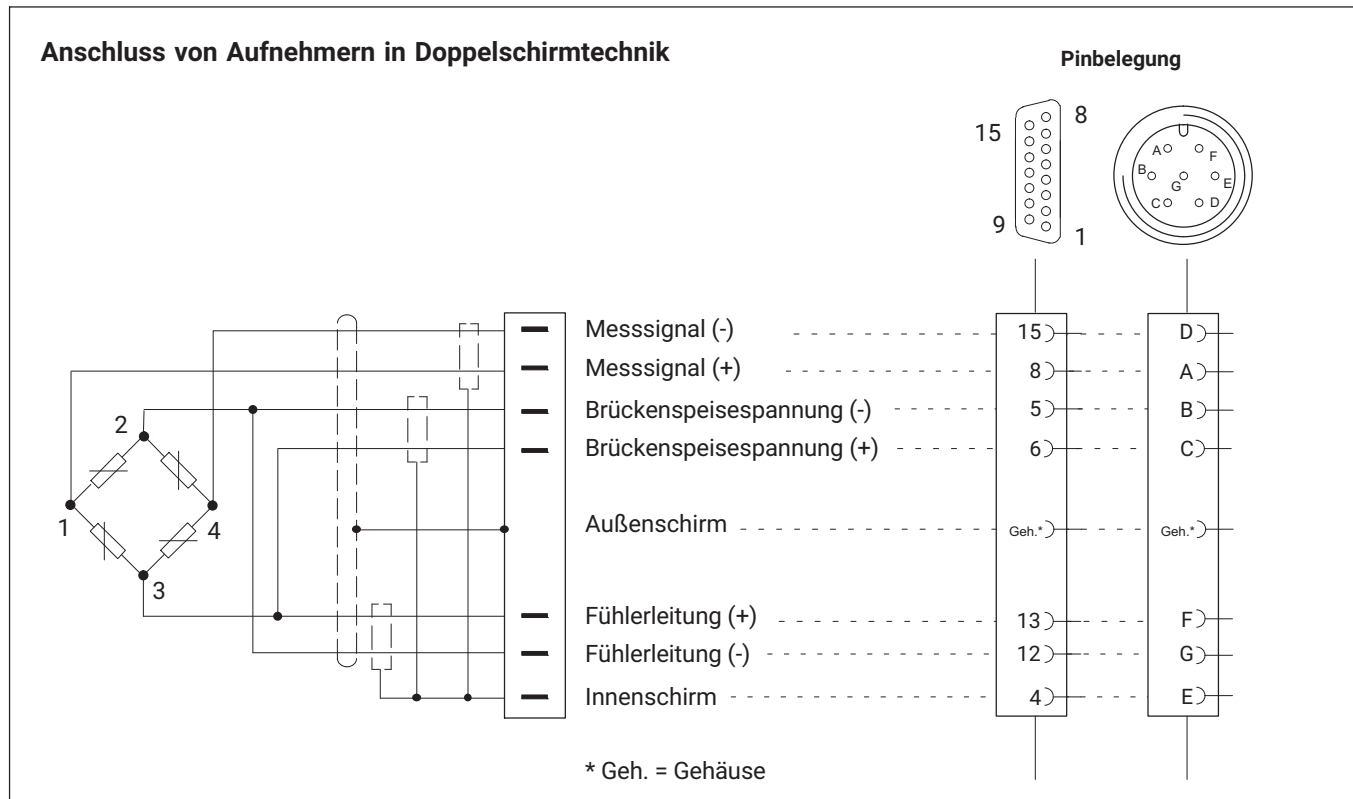 Anschluss von Aufnehmern in Doppelschirmtechnik
Pinbelegung
15
8
9
1
A
F
B
G
E
C
D
Messsignal (-)
15
D
Messsignal (+)
8
A
Brückenspeisespannung (-)
5
B
Brückenspeisespannung (+)
6
C
2
1
4
3
Außenschirm
Geh.*
Geh.*
Fühlerleitung (+)
13
F
Fühlerleitung (-)
12
G
Innenschirm
4
E
* Geh. = Gehäuse